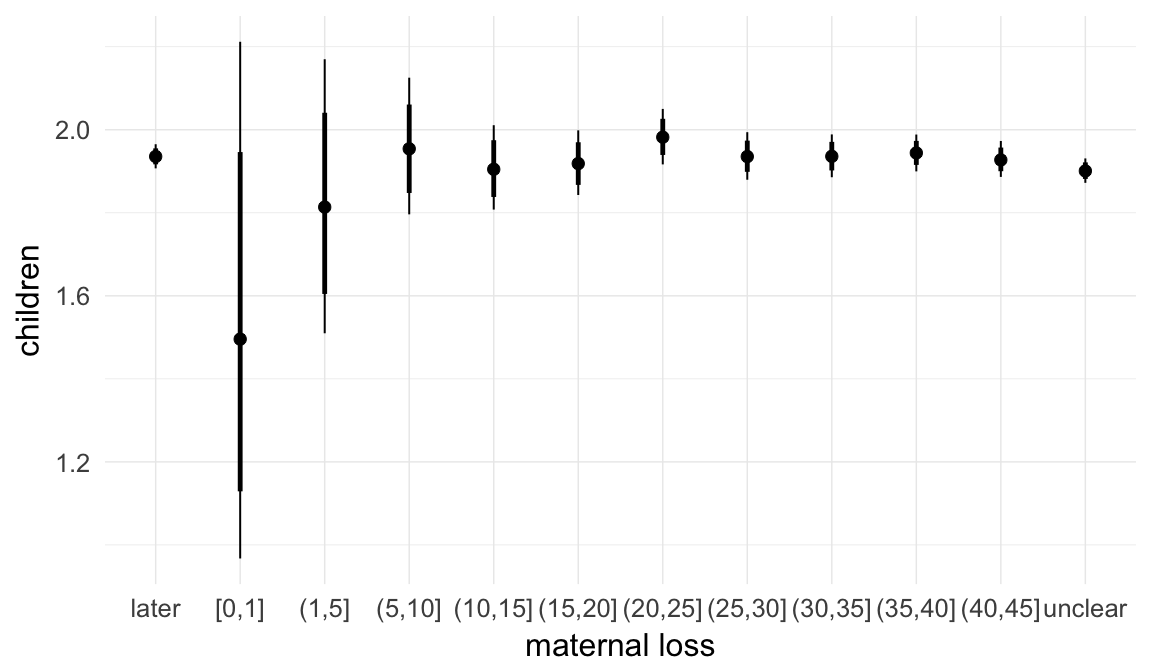 2.0
1.6
1.2
children
later [0,1] (1,5] (5,10] (10,15] (15,20] (20,25] (25,30] (30,35] (35,40] (40,45] unclear
maternal loss